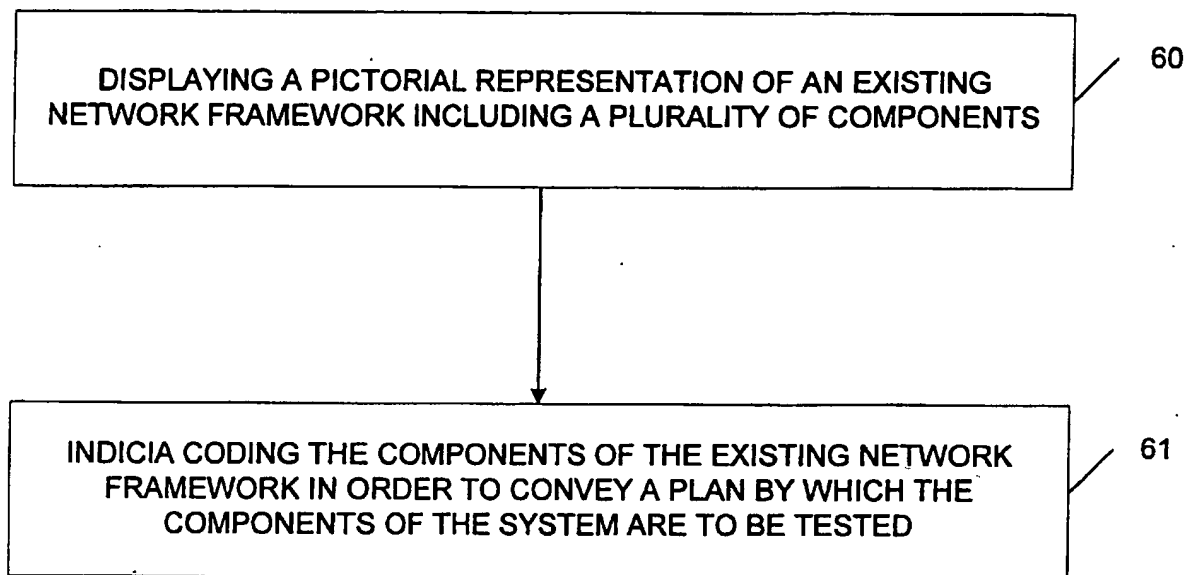 DISPLAYING A PICTORIAL REPRESENTATION OF AN EXISTING
NETWORK FRAMEWORK INCLUDING A PLURALITY OF COMPONENTS
60
INDICIA CODING THE COMPONENTS OF THE EXISTING NETWORK
FRAMEWORK IN ORDER TO CONVEY A PLAN BY WHICH THE
COMPONENTS OF THE SYSTEM ARE TO BE TESTED
61